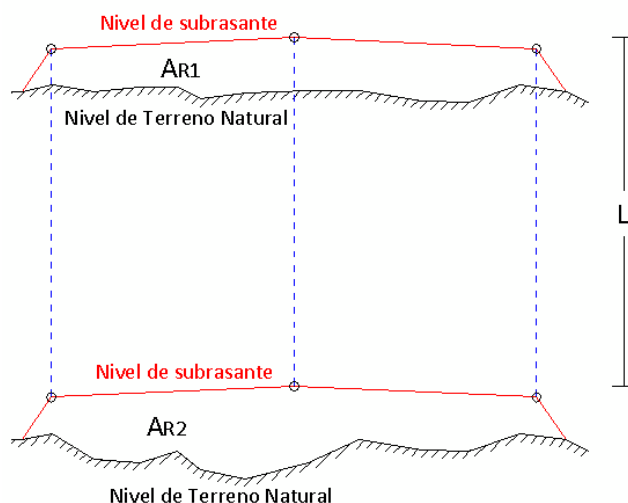 Nivel de subrasante
AR1
Nivel de Terreno Natural
L
Nivel de subrasante
AR2
Nivel de Terreno Natural